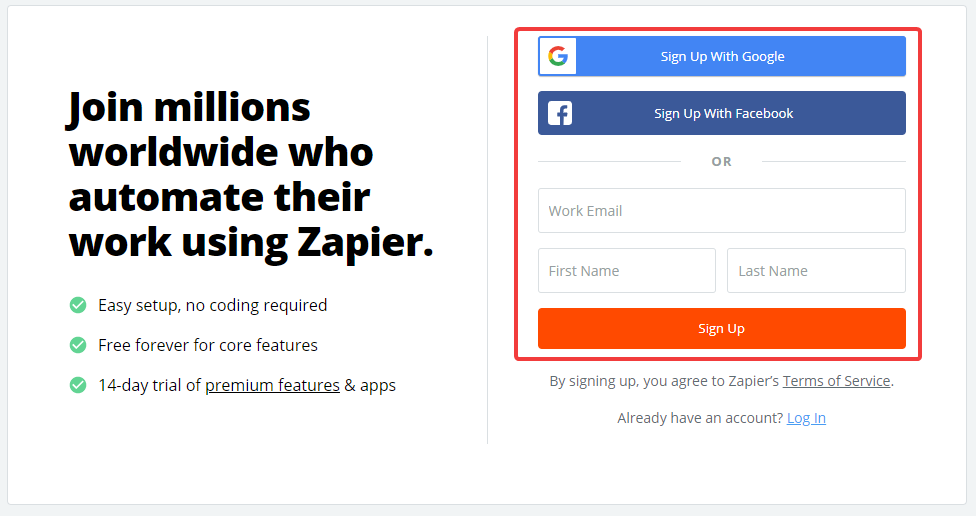 Join millions
worldwide who
automate their
work using Zapier.
Easy setup, no coding required
Free forever for core features
14-day trial of premium features & apps
Sign Up With Google
Sign Up With Facebook
OR
Work Email
First Name
Last Name
Sign Up
By signing up, you agree to Zapier's Terms of Service.
Already have an account? Log In